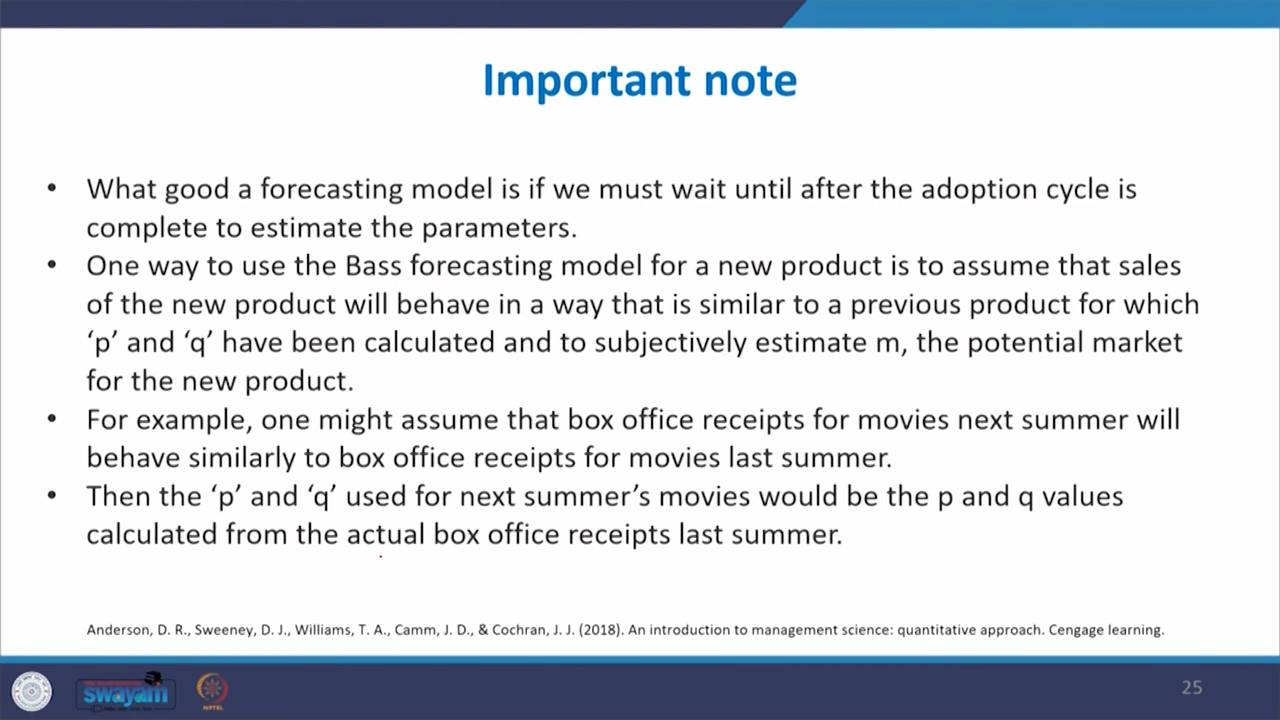 Important note
• What good a forecasting model is if we must wait until after the adoption cycle is
complete to estimate the parameters.
• One way to use the Bass forecasting model for a new product is to assume that sales
of the new product will behave in a way that is similar to a previous product for which
‘p’ and ‘q’ have been calculated and to subjectively estimate m, the potential market
for the new product.
• For example, one might assume that box office receipts for movies next summer will
behave similarly to box office receipts for movies last summer.
• Then the ‘p’ and ‘q’ used for next summer’s movies would be the p and q values
calculated from the actual box office receipts last summer.
Anderson, D. R., Sweeney, D. J., Williams, T. A., Camm, J. D., & Cochran, J. J. (2018). An introduction to management science: quantitative approach. Cengage learning.
swayam
NPTEL
25